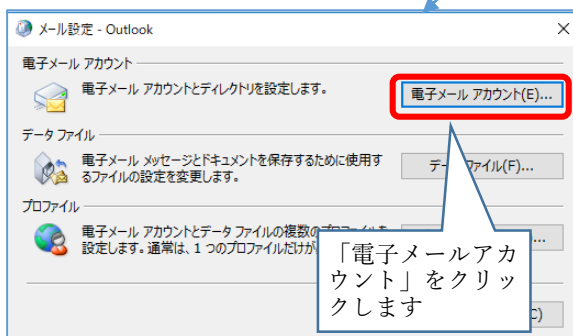 メール設定 - Outlook
電子メール アカウント
電子メール アカウントとディレクトリを設定します。
電子メール アカウント(E)...
データ ファイル
電子メール メッセージとドキュメントを保存するために使用す
るファイルの設定を変更します。
データ ファイル(F)...
プロファイル
電子メール アカウントとデータ ファイルの複数の
設定します。通常は、1 つのプロファイルだけが
...
「電子メールアカ
ウント」をクリッ
クします
C)